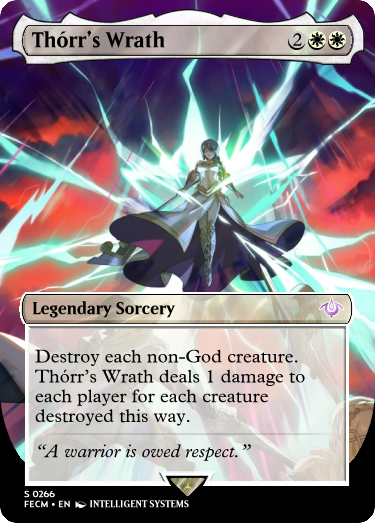 Thórr's Wrath 2
Legendary Sorcery
Destroy each non-God creature.
Thórr's Wrath deals 1 damage to
each player for each creature
destroyed this way.
“A warrior is owed respect.”
S 0266
FECM • EN INTELLIGENT SYSTEMS